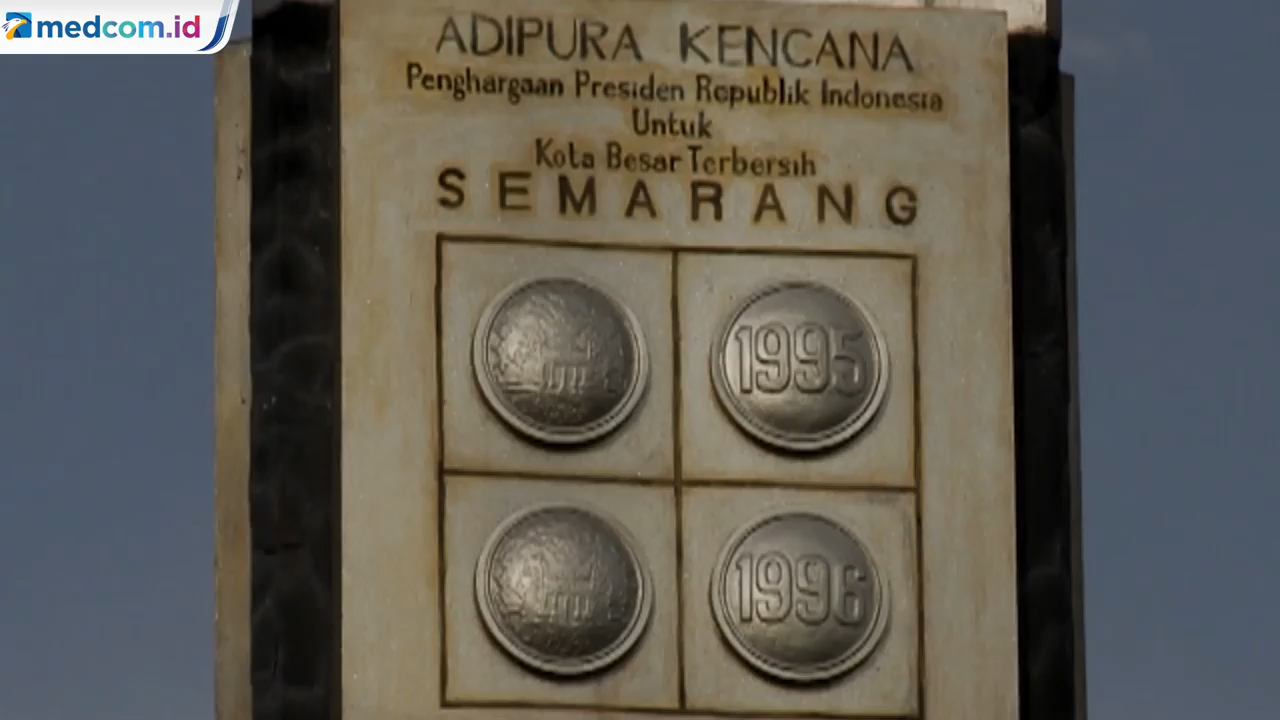 medcom.id
ADIPURA KENCANA
Penghargaan Presiden Republik Indonesia
Untuk
Kota Besar Terbersih
SEMARANG
1995
1996